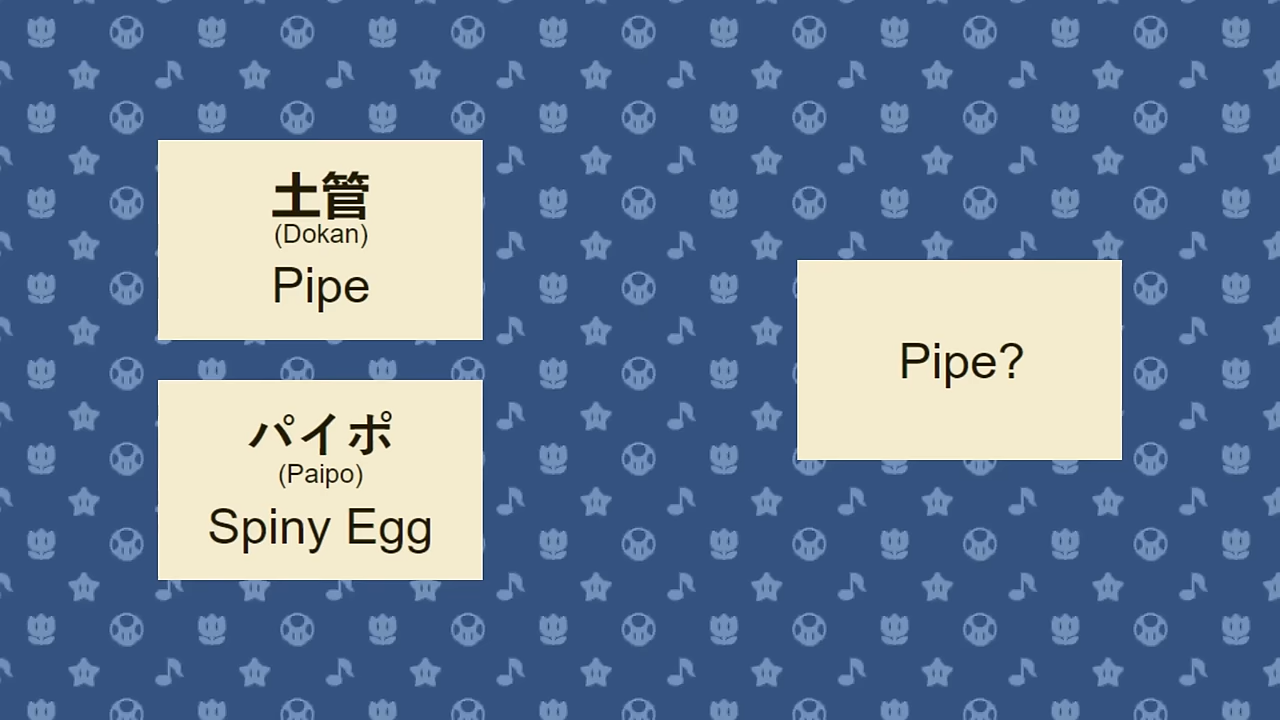 土管
(Dokan)
Pipe
パイポ
(Paipo)
Spiny Egg
Pipe?